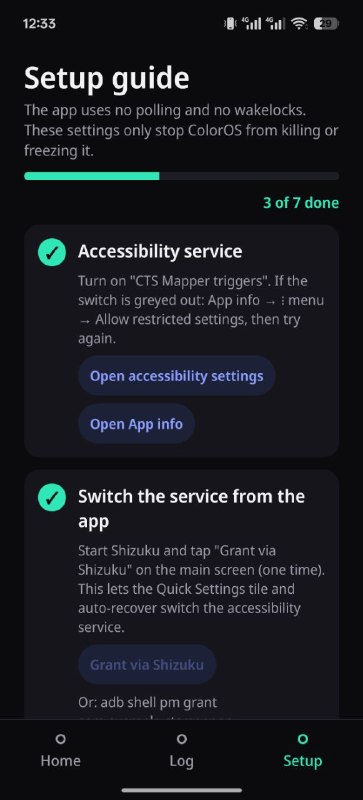 12:33
4G 4G 29
Setup guide
The app uses no polling and no wakelocks.
These settings only stop ColorOS from killing or
freezing it.
3 of 7 done
Accessibility service
Turn on "CTS Mapper triggers". If the
switch is greyed out: App info → ⋮ menu
→ Allow restricted settings, then try
again.
Open accessibility settings
Open App info
Switch the service from the
app
Start Shizuku and tap "Grant via
Shizuku" on the main screen (one time).
This lets the Quick Settings tile and
auto-recover switch the accessibility
service.
Grant via Shizuku
Or: adb shell pm grant
Home Log Setup